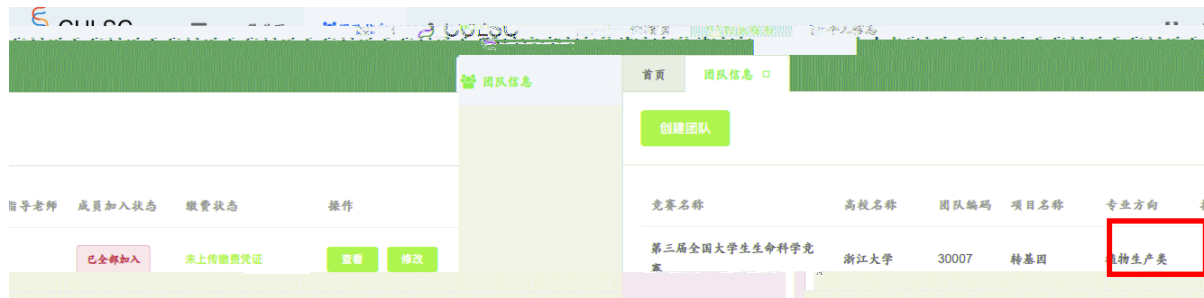 CULSC
团队信息
首页 团队信息
创建团队
指导老师 成员加入状态 缴费状态 操作
竞赛名称 高校名称 团队编码 项目名称 专业方向
已全部加入 未上传缴费凭证 查看 修改
第三届全国大学生生命科学竞
赛
浙江大学 30007 转基因 植物生产类